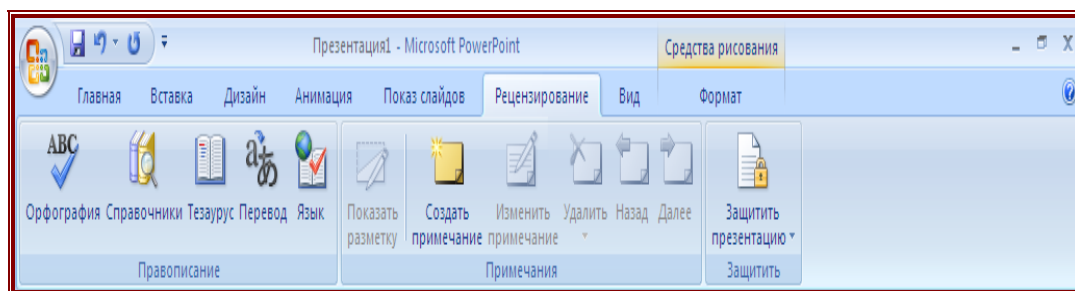 Презентация1 - Microsoft PowerPoint
Средства рисования
Главная Вставка Дизайн Анимация Показ слайдов Рецензирование Вид Формат
ABC
Орфография Справочники Тезаурус Перевод Язык Показать разметку Создать примечание Изменить примечание Удалить Назад Далее Защитить презентацию
Правописание Примечания Защитить